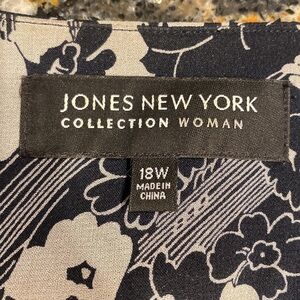 JONES NEW YORK
COLLECTION WOMAN
18W
MADE IN
CHINA